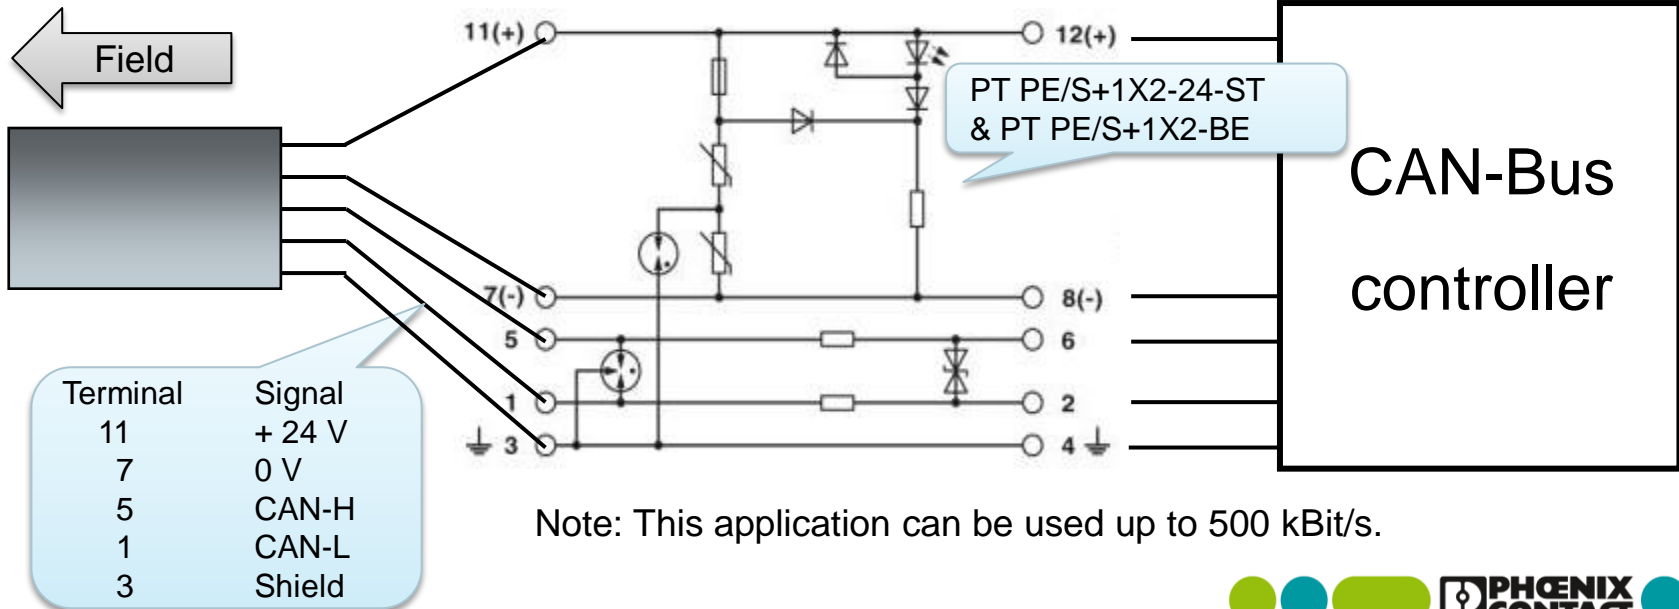 Field
11(+)
12(+)
PT PE/S+1X2-24-ST
& PT PE/S+1X2-BE
CAN-Bus
controller
7(-)
8(-)
5
6
1
2
3
4
Terminal Signal
11 + 24 V
7 0 V
5 CAN-H
1 CAN-L
3 Shield
Note: This application can be used up to 500 kBit/s.
PHŒNIX
CONTACT